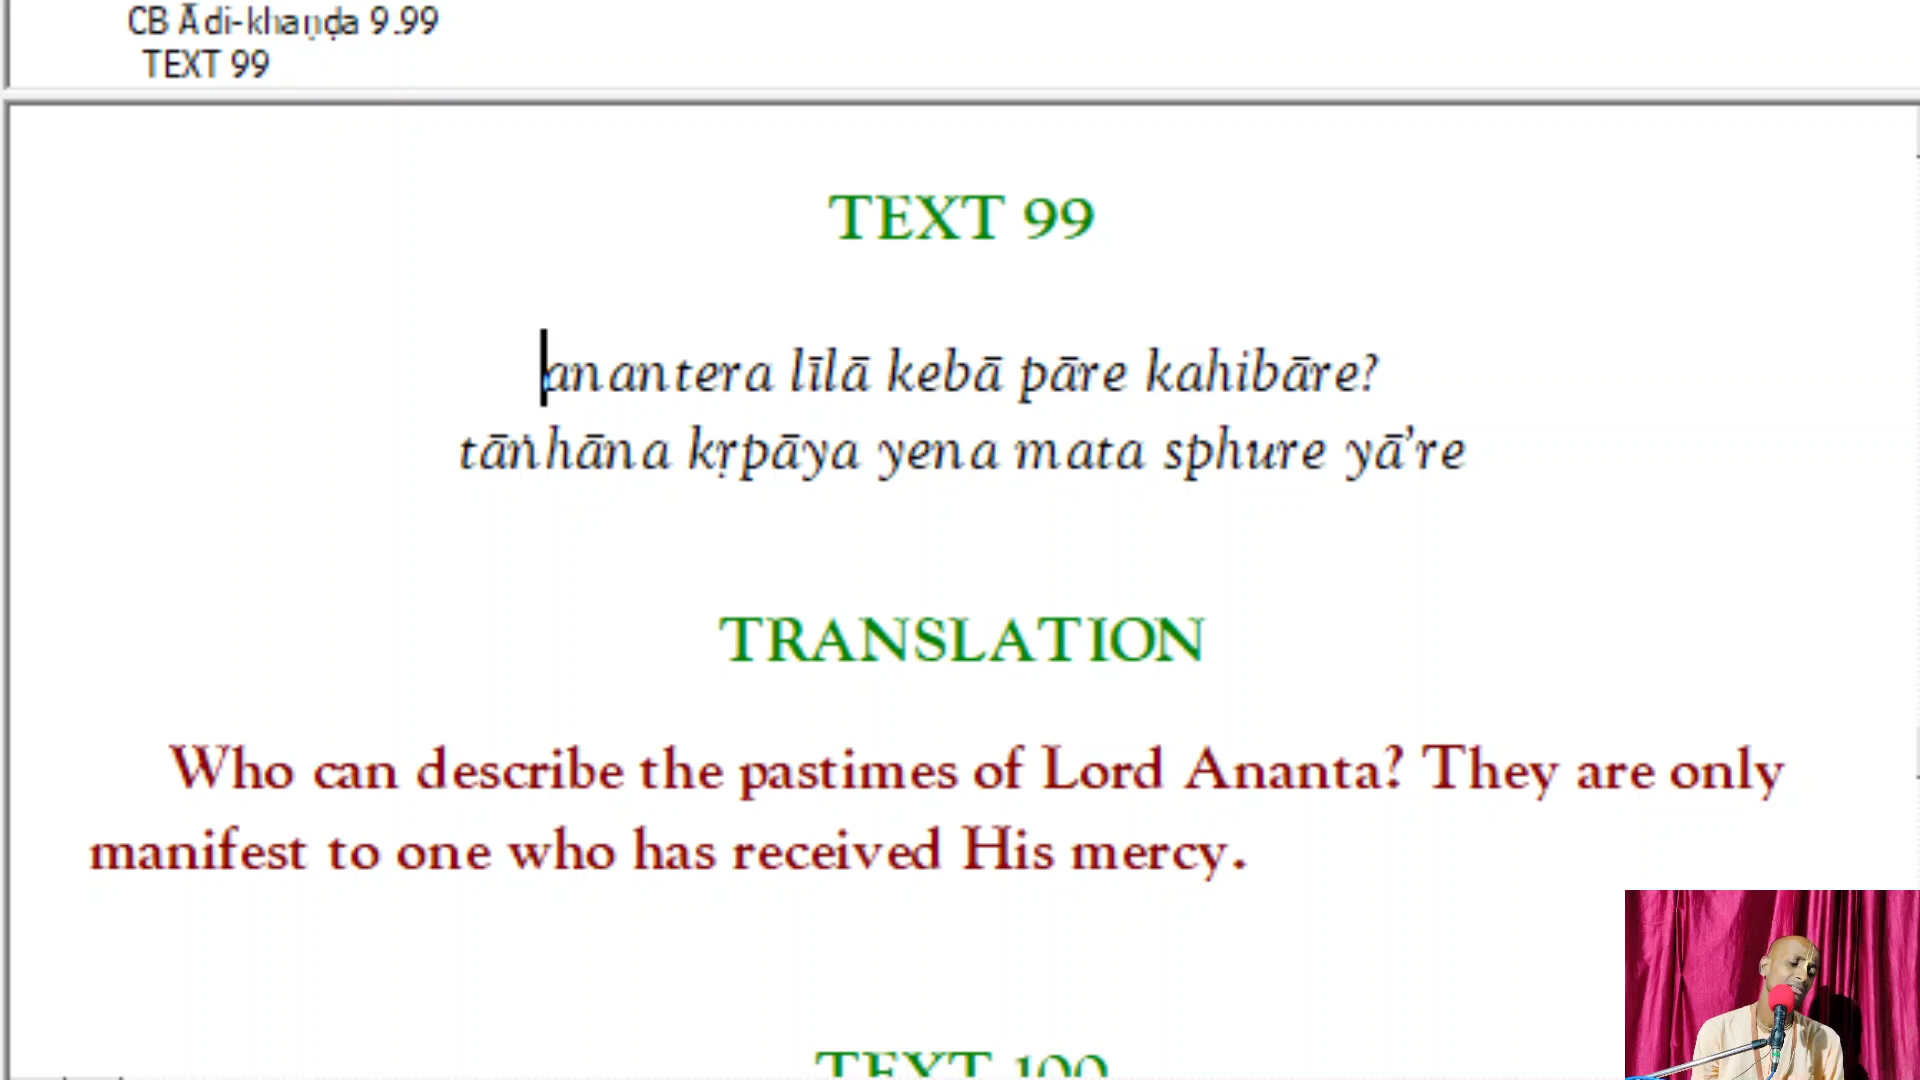 CB Ādi-khaṇḍa 9.99
TEXT 99
TEXT 99
anantera līlā kebā pāre kahibāre?
tāṅhāna kṛpāya yena mata sphure yā’re
TRANSLATION
Who can describe the pastimes of Lord Ananta? They are only
manifest to one who has received His mercy.
TEXT 100